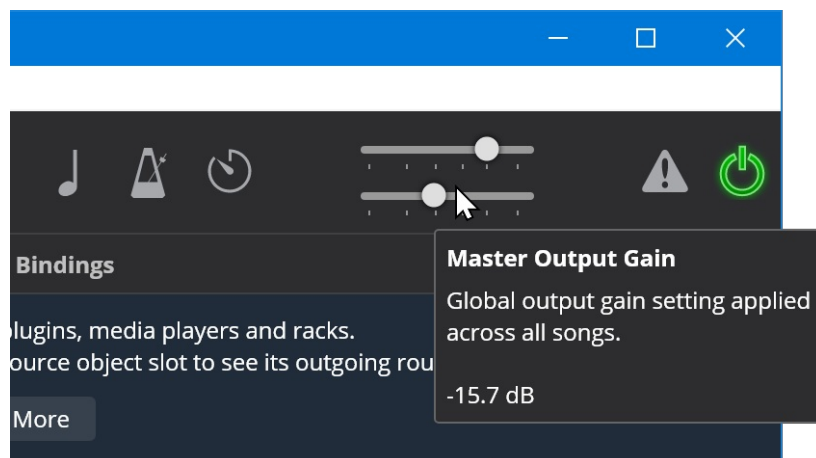 Bindings
Master Output Gain
Global output gain setting applied
across all songs.
-15.7 dB
plugins, media players and racks.
ource object slot to see its outgoing rou
More